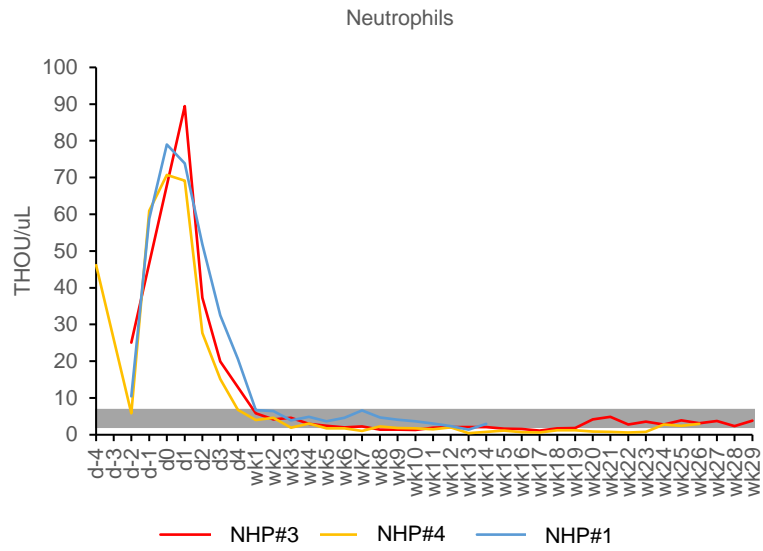 Neutrophils
THOU/uL
100
90
80
70
60
50
40
30
20
10
0
d-4
d-3
d-2
d-1
d0
d1
d2
d3
d4
wk1
wk2
wk3
wk4
wk5
wk6
wk7
wk8
wk9
wk10
wk11
wk12
wk13
wk14
wk15
wk16
wk17
wk18
wk19
wk20
wk21
wk22
wk23
wk24
wk25
wk26
wk27
wk28
wk29
NHP#3 NHP#4 NHP#1